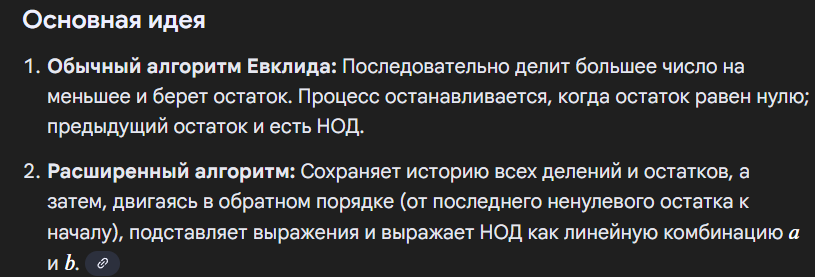 Основная идея
1. Обычный алгоритм Евклида: Последовательно делит большее число на
меньшее и берет остаток. Процесс останавливается, когда остаток равен нулю;
предыдущий остаток и есть НОД.
2. Расширенный алгоритм: Сохраняет историю всех делений и остатков, а
затем, двигаясь в обратном порядке (от последнего ненулевого остатка к
началу), подставляет выражения и выражает НОД как линейную комбинацию a
и b.